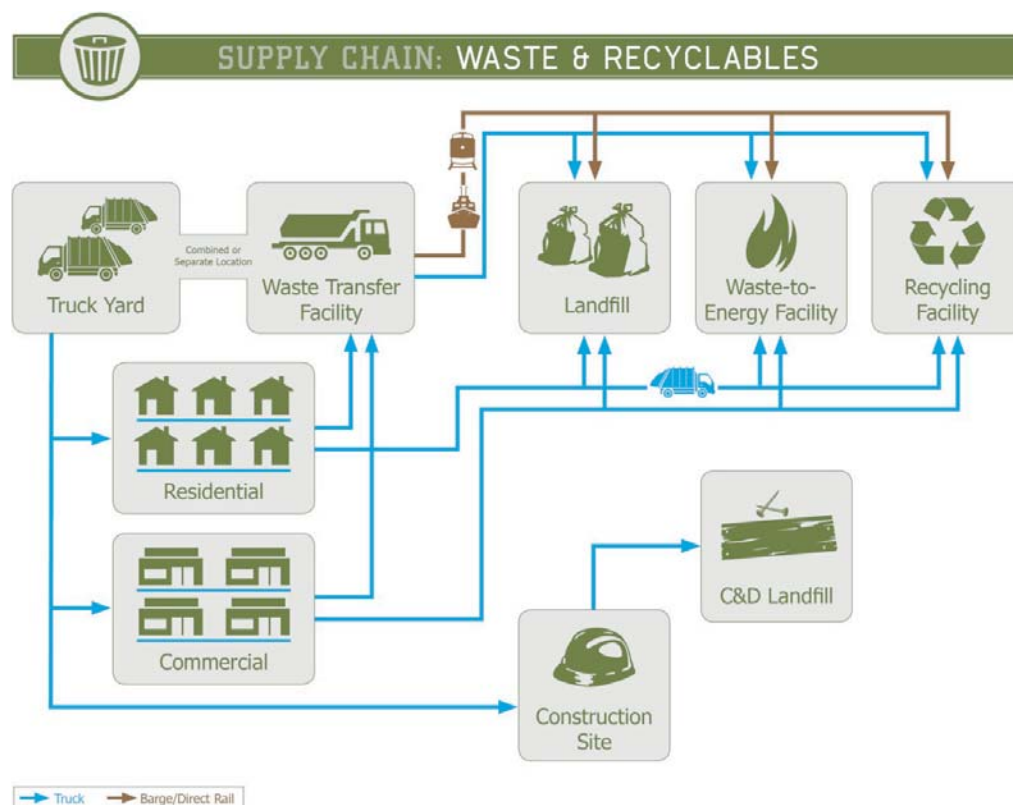 SUPPLY CHAIN: WASTE & RECYCLABLES
Truck Yard
Combined or
Separate Location
Waste Transfer
Facility
Landfill
Waste-to-
Energy Facility
Recycling
Facility
Residential
Commercial
C&D Landfill
Construction
Site
Truck
Barge/Direct Rail